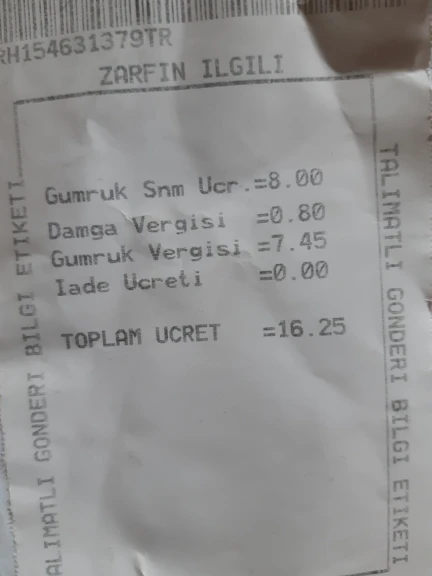 RH154631379TR
ZARFIN ILGILI
Gumruk Snm Ucr.=8.00
Damga Vergisi =0.80
Gumruk Vergisi =7.45
Iade Ucreti =0.00
TOPLAM UCRET =16.25
ALIMATLI GONDERI BILGI ETIKETI
TALIMATLI GONDERI BILGI ETIKETI